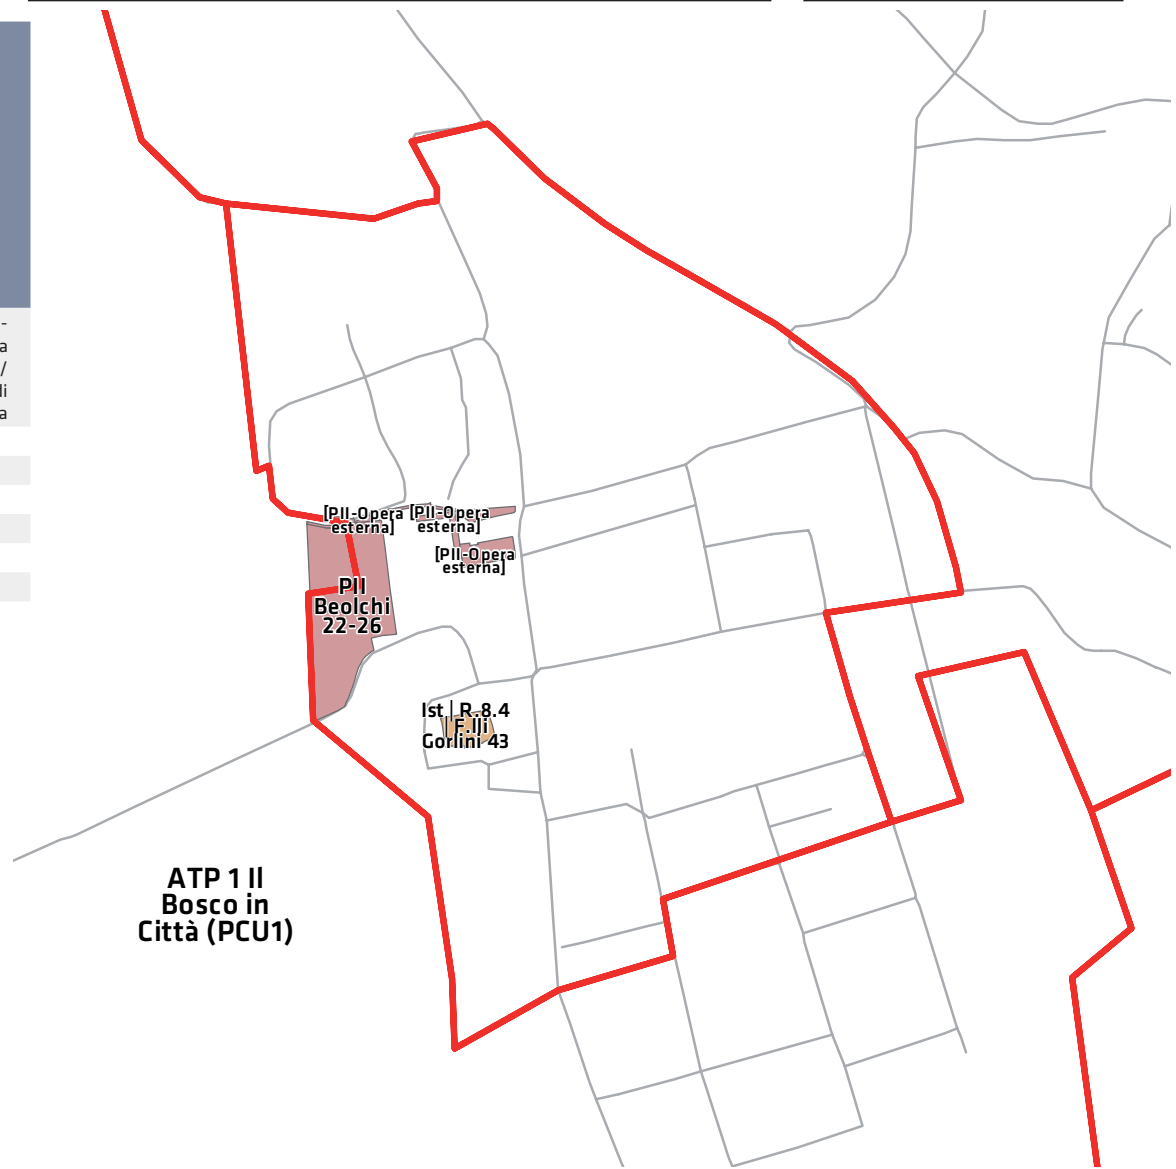 -
a
/
di
a
[PII-Opera
esterna]
[PII-Opera
esterna]
[PII-Opera
esterna]
PII
Beolchi
22-26
Ist R 8.4
F.lli
Gorlini 43
ATP 1 Il
Bosco in
Città (PCU1)